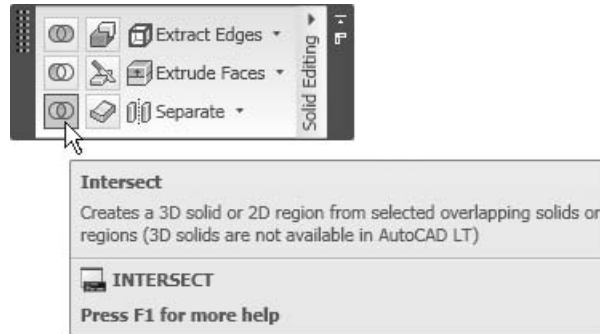 Extract Edges
Extrude Faces
Separate
Solid Editing
Intersect
Creates a 3D solid or 2D region from selected overlapping solids or
regions (3D solids are not available in AutoCAD LT)
INTERSECT
Press F1 for more help